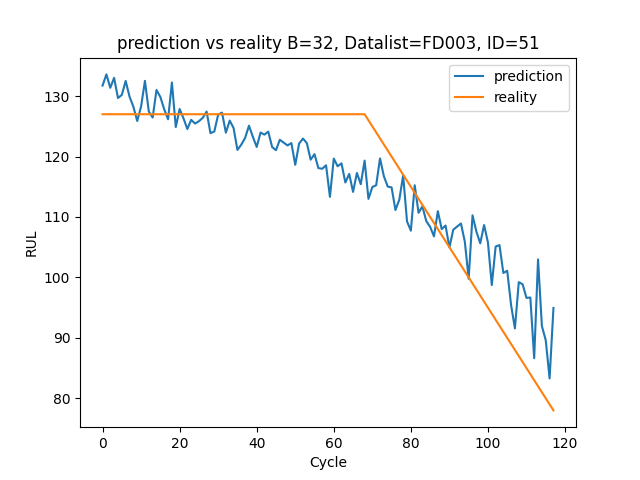 prediction vs reality B=32, Datalist=FD003, ID=51
prediction
reality
130
120
110
100
90
80
RUL
0 20 40 60 80 100 120
Cycle